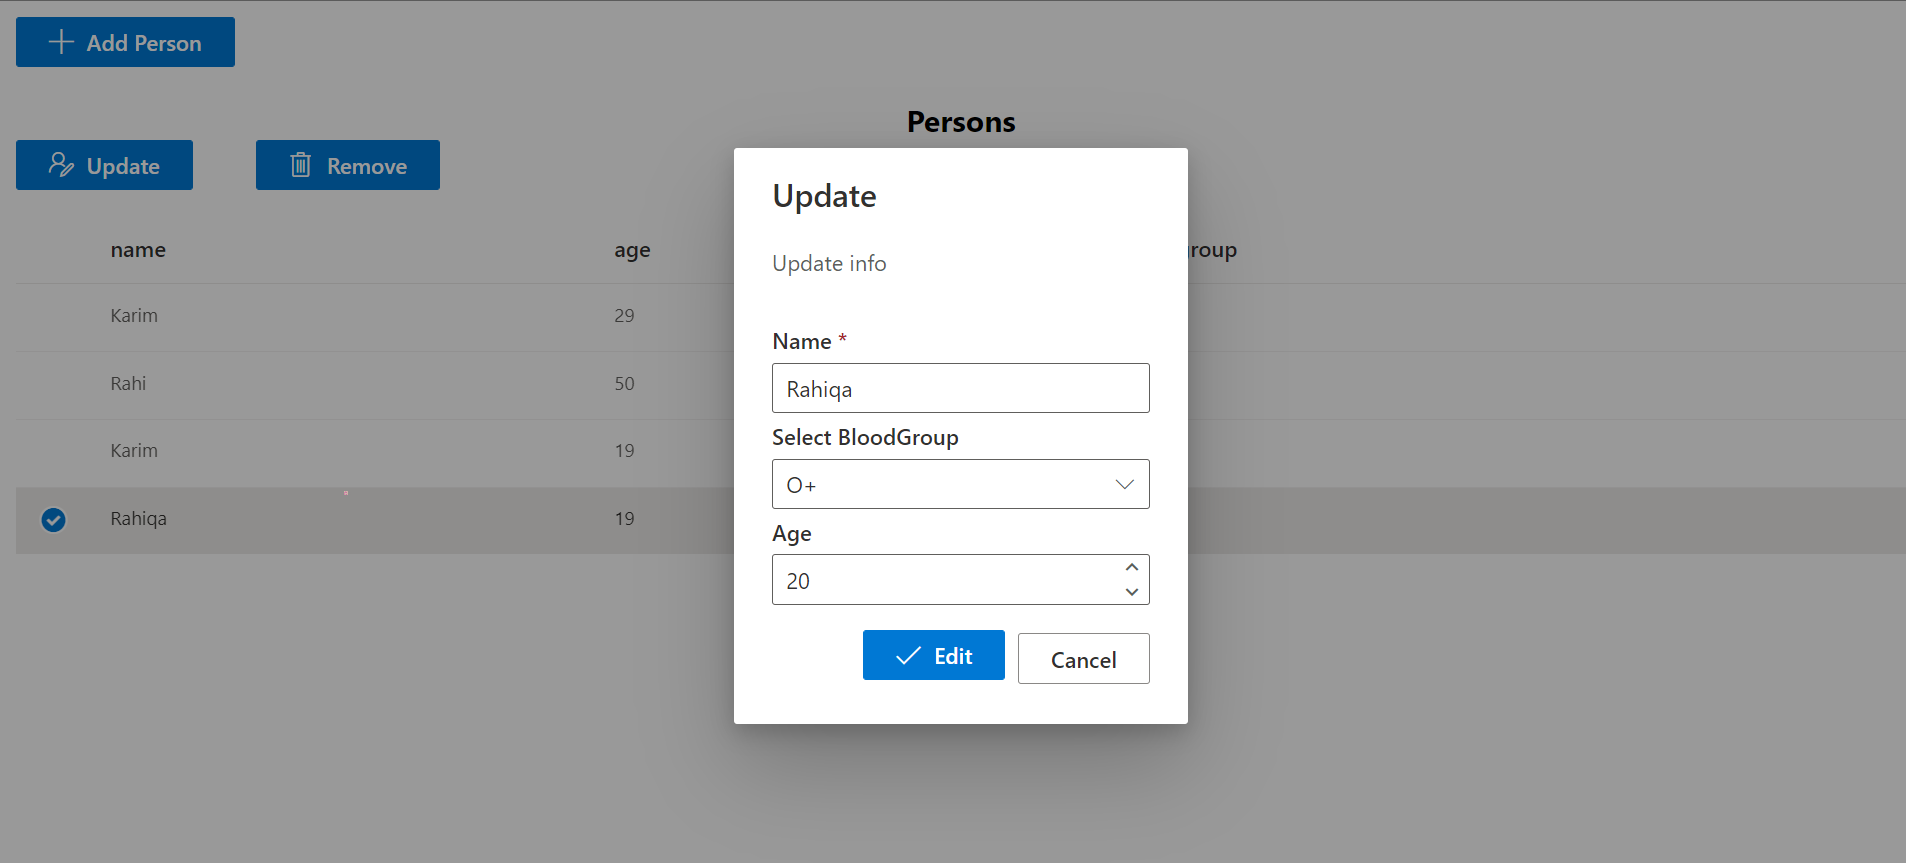 Add Person
Persons
Update
Remove
name age group
Karim 29
Rahi 50
Karim 19
Rahiqa 19
Update
Update info
Name *
Rahiqa
Select BloodGroup
O+
Age
20
Edit
Cancel